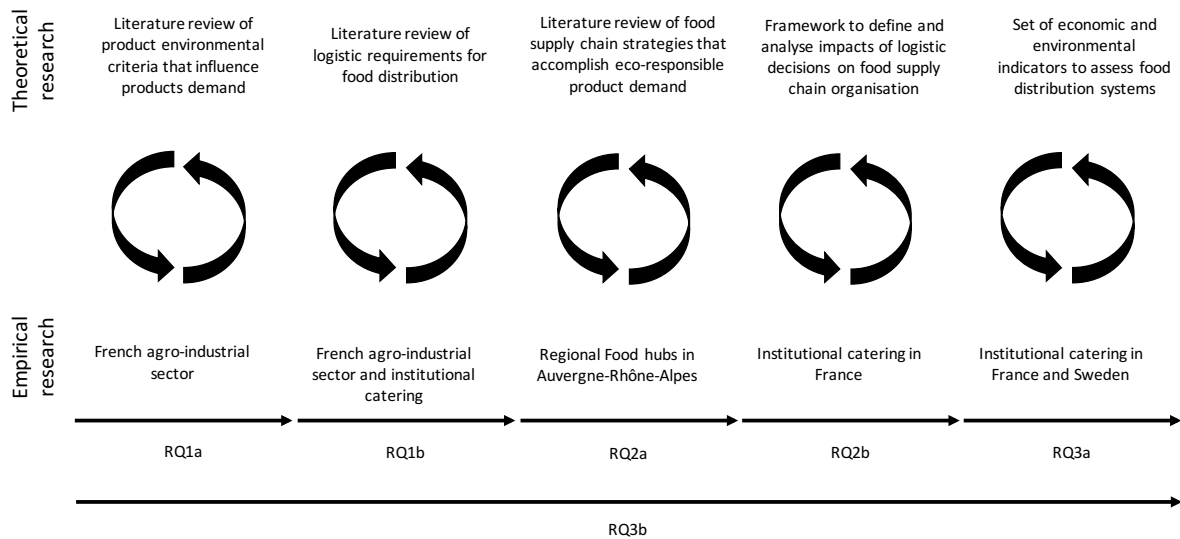 Theoretical
research
Literature review of
product environmental
criteria that influence
products demand
Literature review of
logistic requirements for
food distribution
Literature review of food
supply chain strategies that
accomplish eco-responsible
product demand
Framework to define and
analyse impacts of logistic
decisions on food supply
chain organisation
Set of economic and
environmental
indicators to assess food
distribution systems
Empirical
research
French agro-industrial
sector
French agro-industrial
sector and institutional
catering
Regional Food hubs in
Auvergne-Rhône-Alpes
Institutional catering in
France
Institutional catering in
France and Sweden
RQ1a
RQ1b
RQ2a
RQ2b
RQ3a
RQ3b